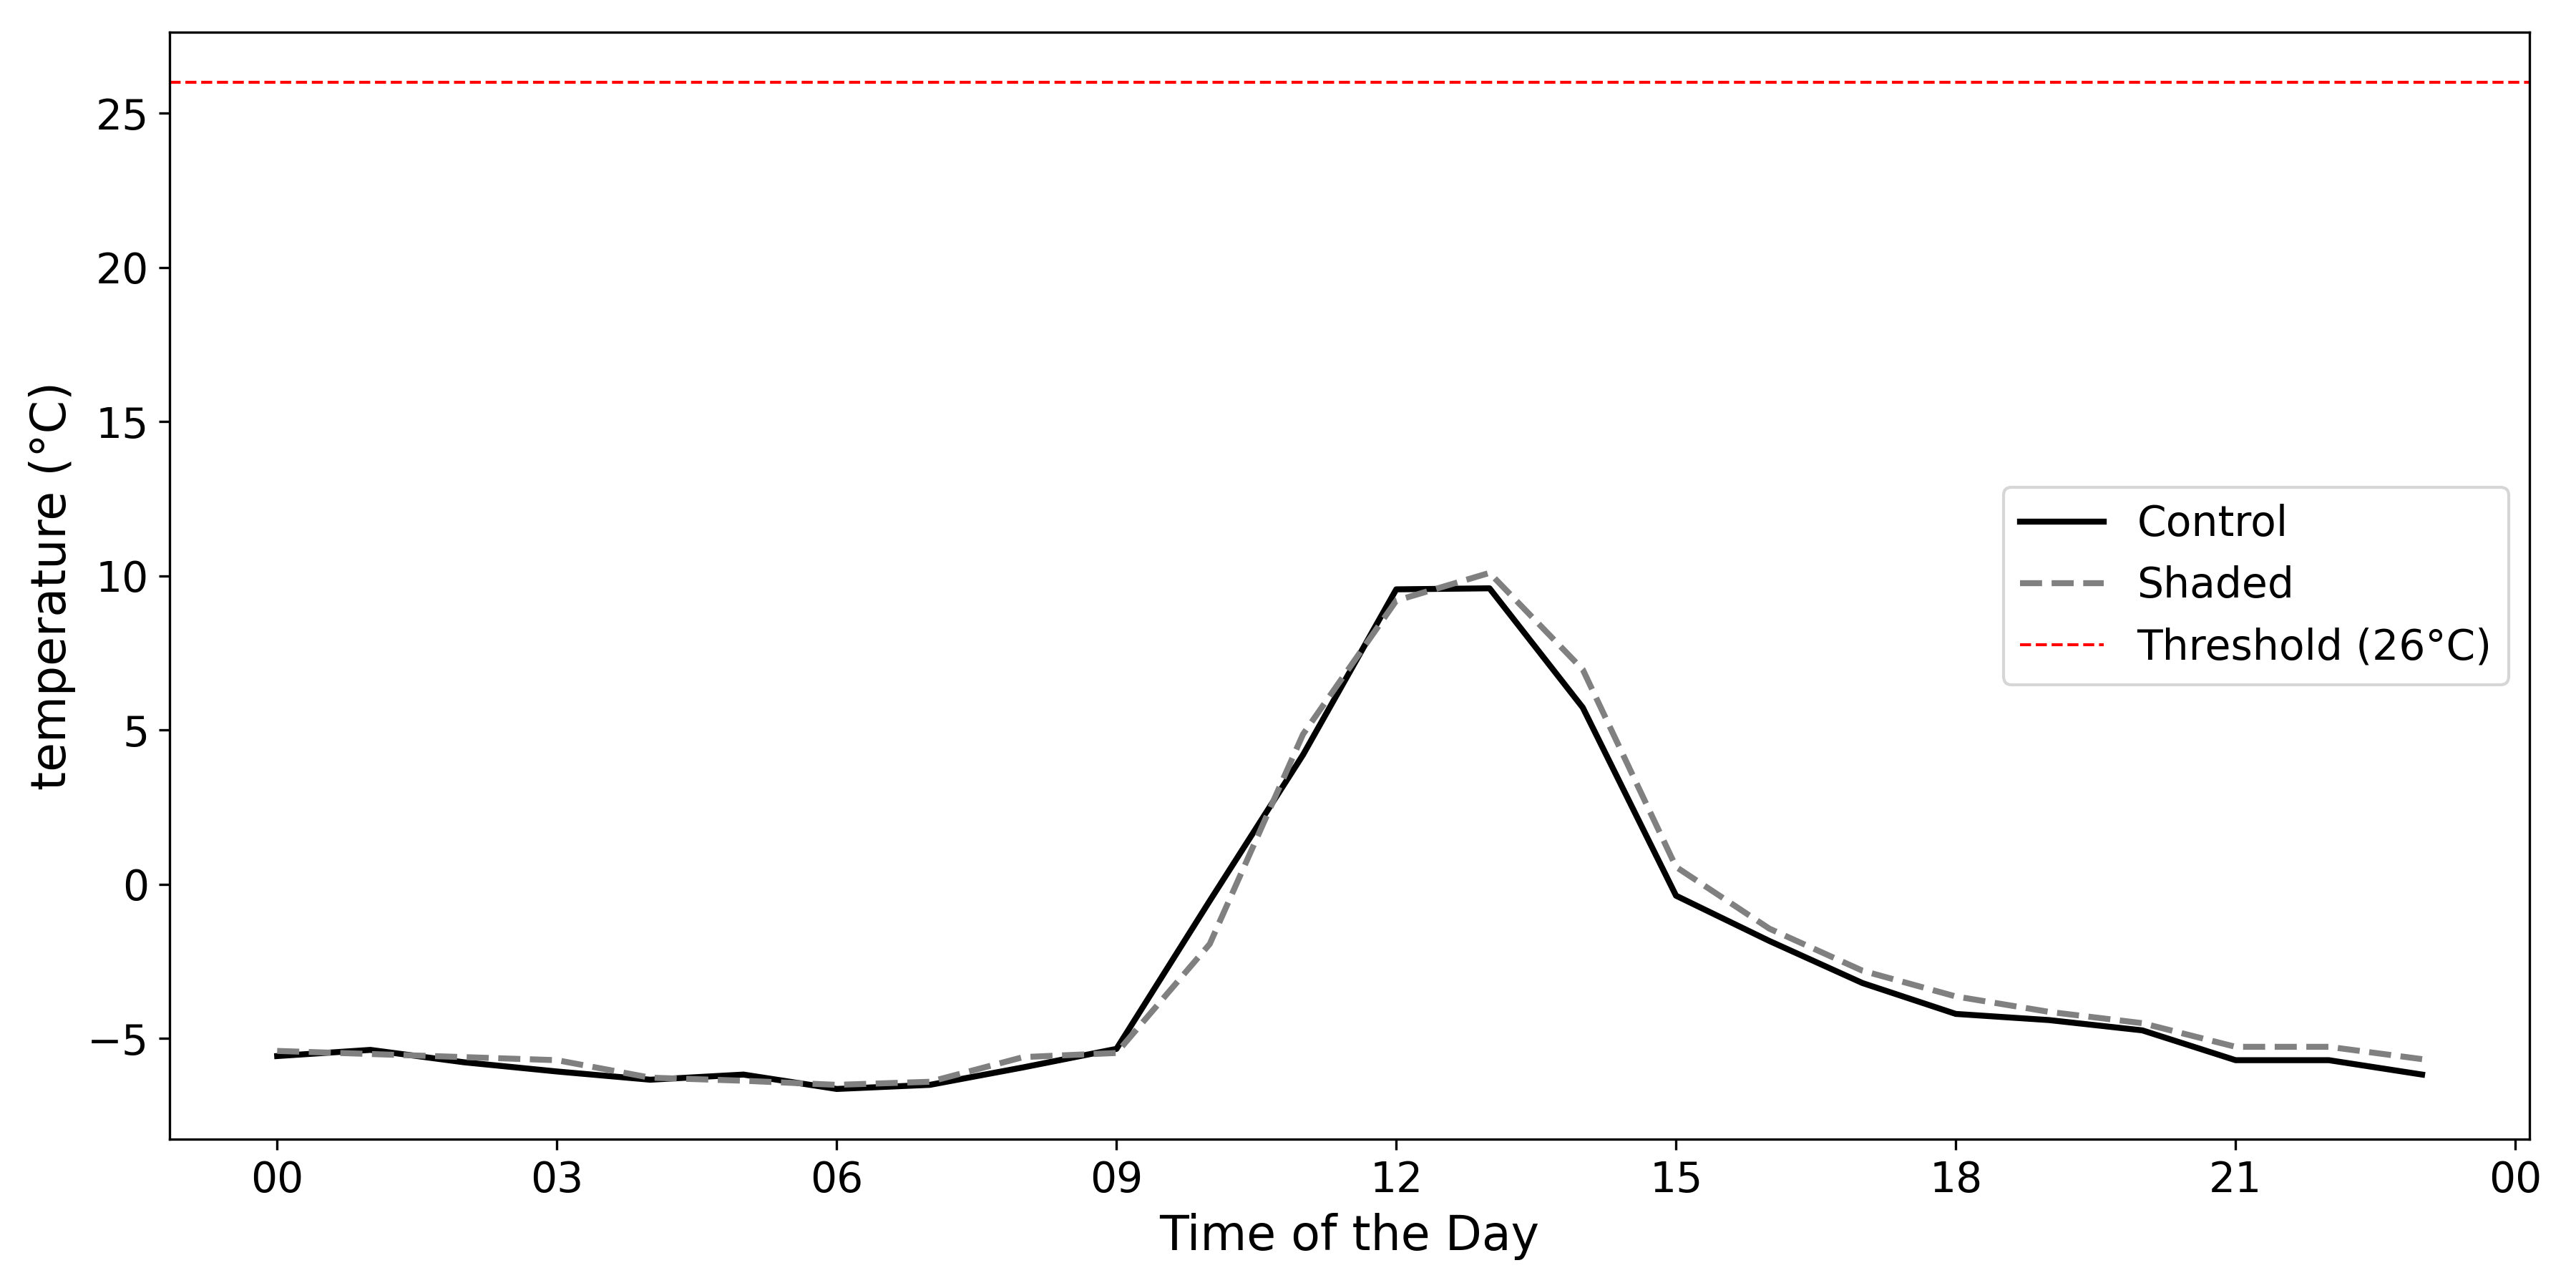 temperature (°C)
25
20
15
10
5
0
−5
00 03 06 09 12 15 18 21 00
Time of the Day
Control
Shaded
Threshold (26°C)